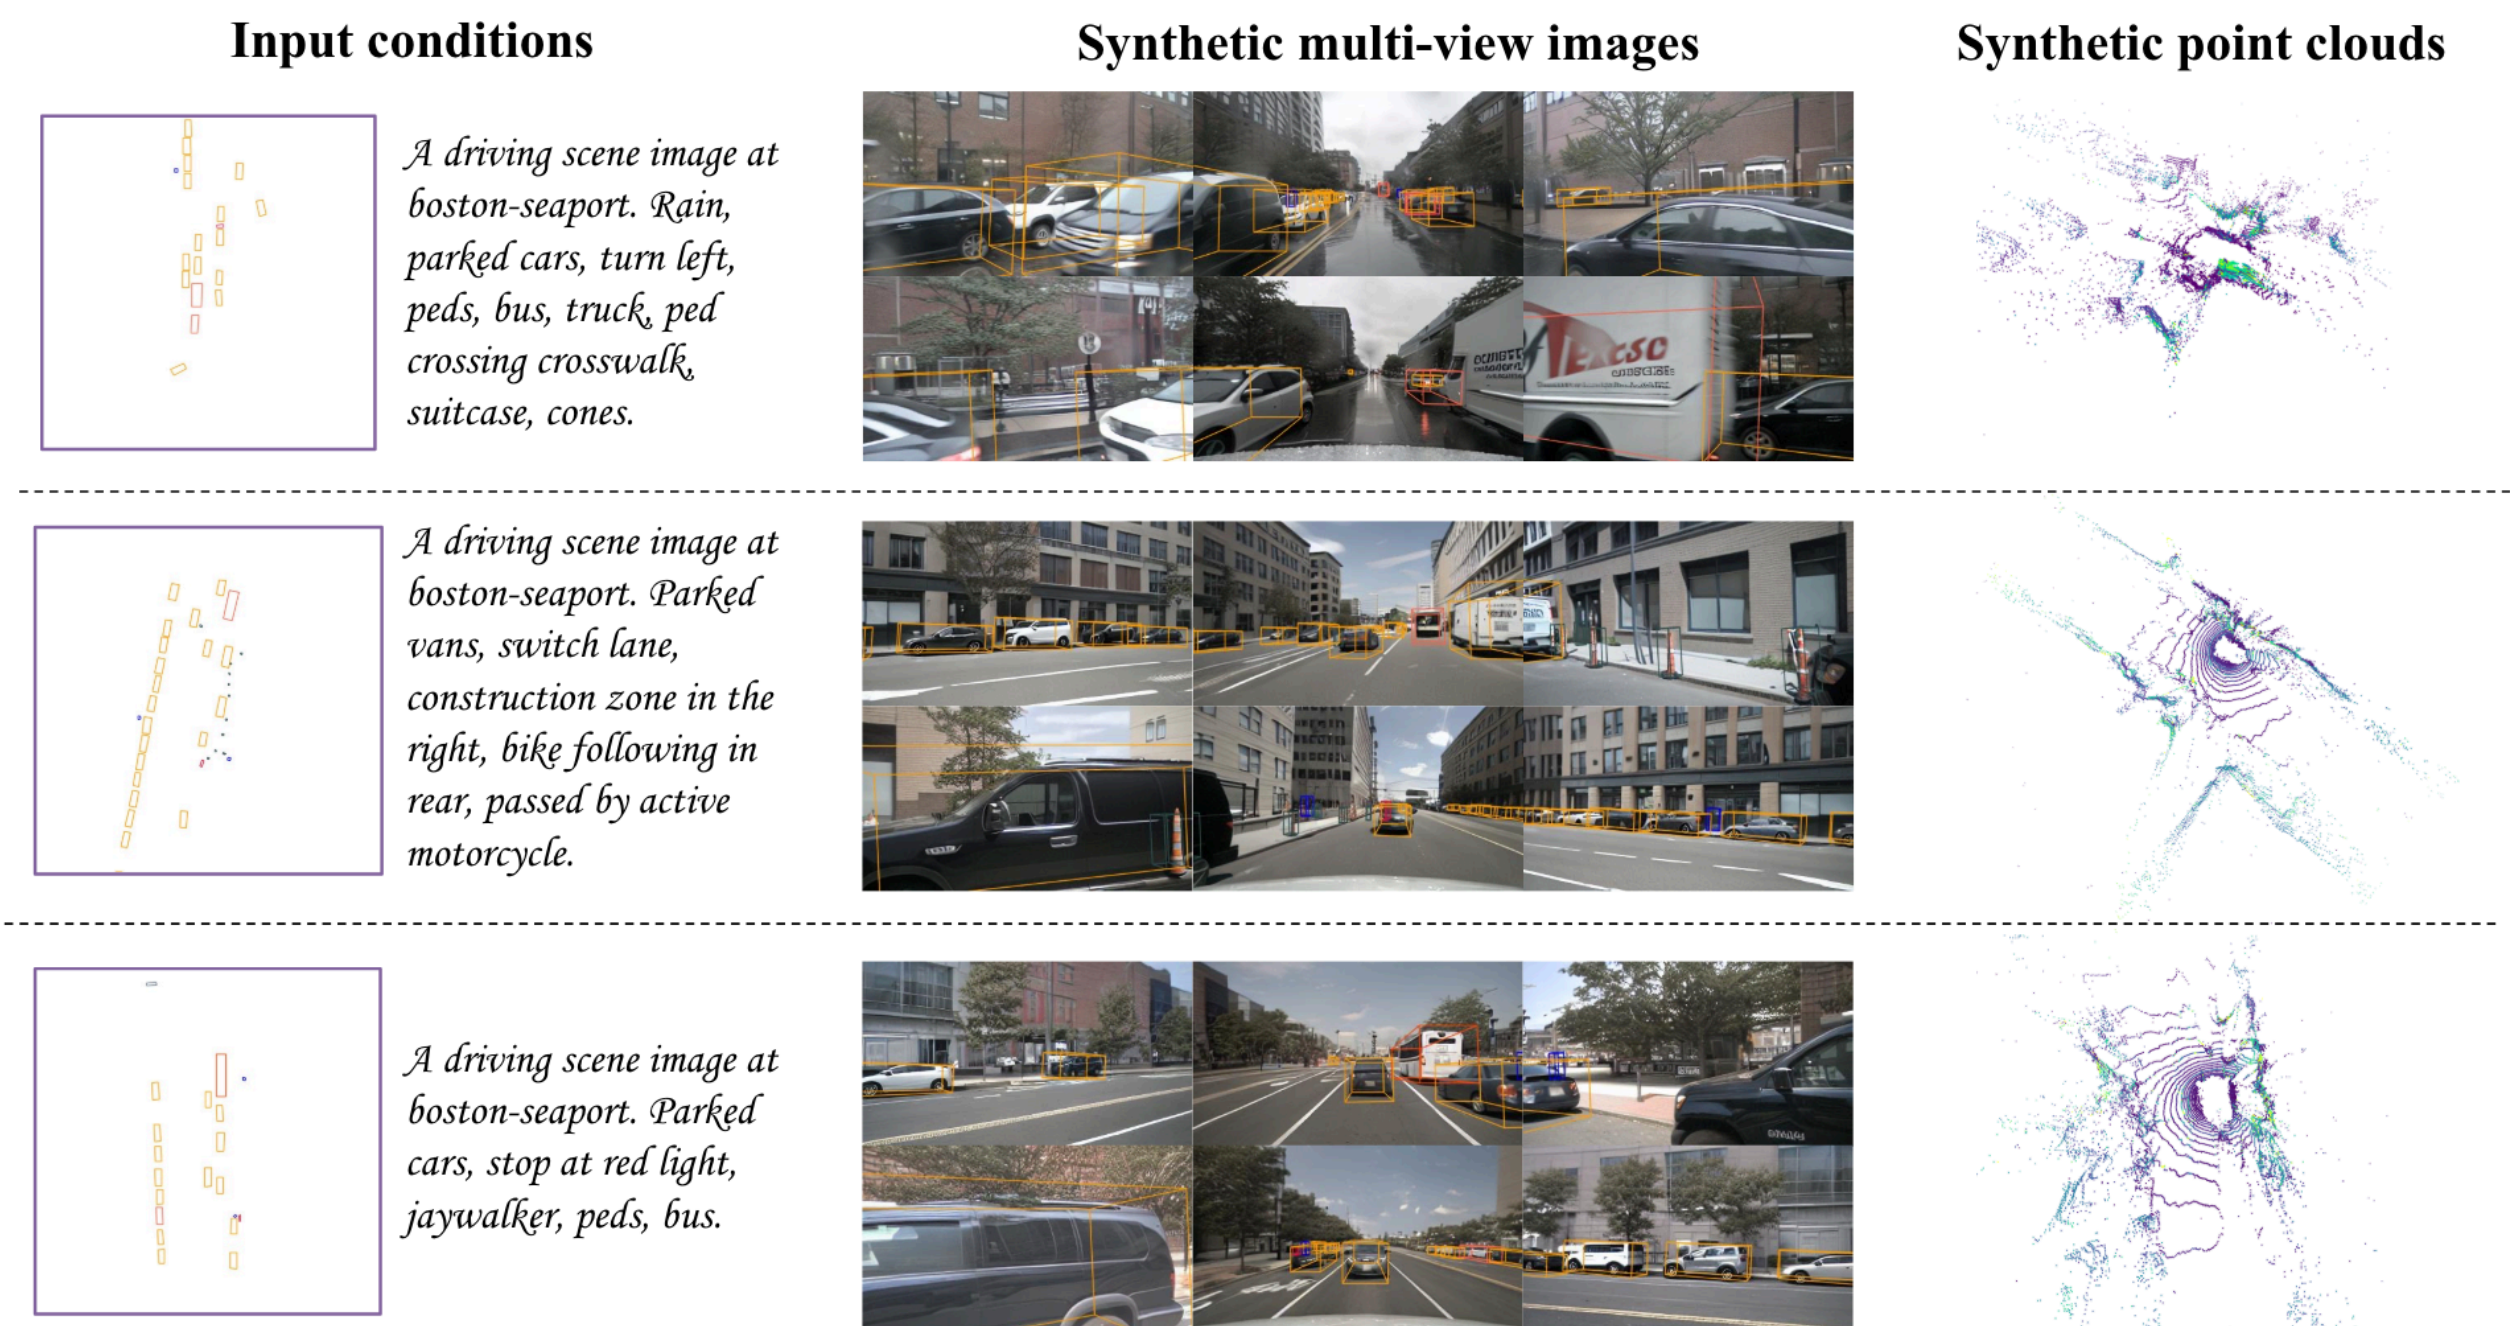 Input conditions
Synthetic multi-view images
Synthetic point clouds
A driving scene image at
boston-seaport. Rain,
parked cars, turn left,
peds, bus, truck, ped
crossing crosswalk,
suitcase, cones.
A driving scene image at
boston-seaport. Parked
vans, switch lane,
construction zone in the
right, bike following in
rear, passed by active
motorcycle.
A driving scene image at
boston-seaport. Parked
cars, stop at red light,
jaywalker, peds, bus.